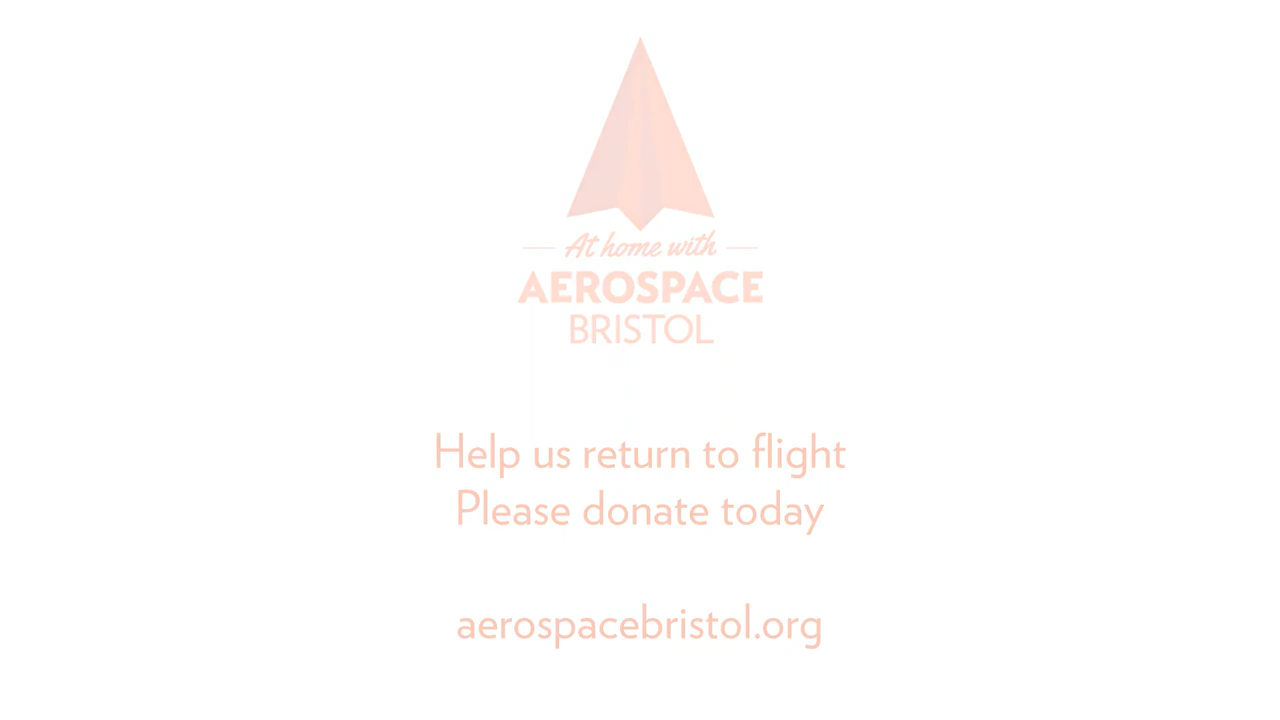 At home with
AEROSPACE
BRISTOL
Help us return to flight
Please donate today
aerospacebristol.org